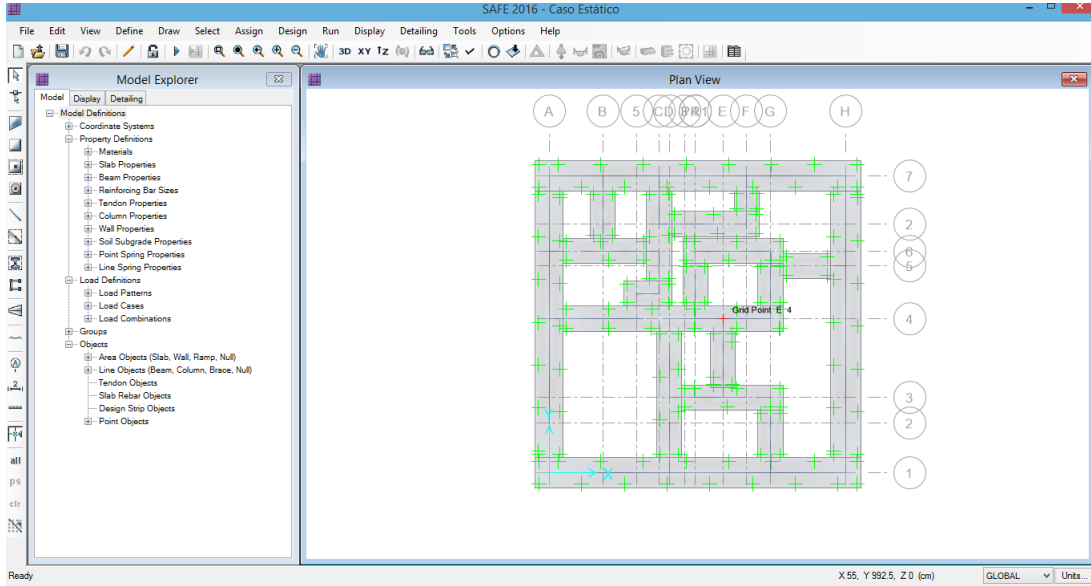 SAFE 2016 - Caso Estático
File Edit View Define Draw Select Assign Design Run Display Detailing Tools Options Help
3D XY
Model Explorer
Model Display Detailing
Model Definitions
Coordinate Systems
Property Definitions
Materials
Slab Properties
Beam Properties
Reinforcing Bar Sizes
Tendon Properties
Column Properties
Wall Properties
Soil Subgrade Properties
Point Spring Properties
Line Spring Properties
Load Definitions
Load Patterns
Load Cases
Load Combinations
Groups
Objects
Area Objects (Slab, Wall, Ramp, Null)
Line Objects (Beam, Column, Brace, Null)
Tendon Objects
Slab Rebar Objects
Design Strip Objects
Point Objects
all
ps
clr
Plan View
A B 5 C D E F G H
7
2
6
5
Grid Point E 4
4
3
2
Y
X
1
Ready
X 55, Y 992.5, Z 0 (cm)
GLOBAL
Units...